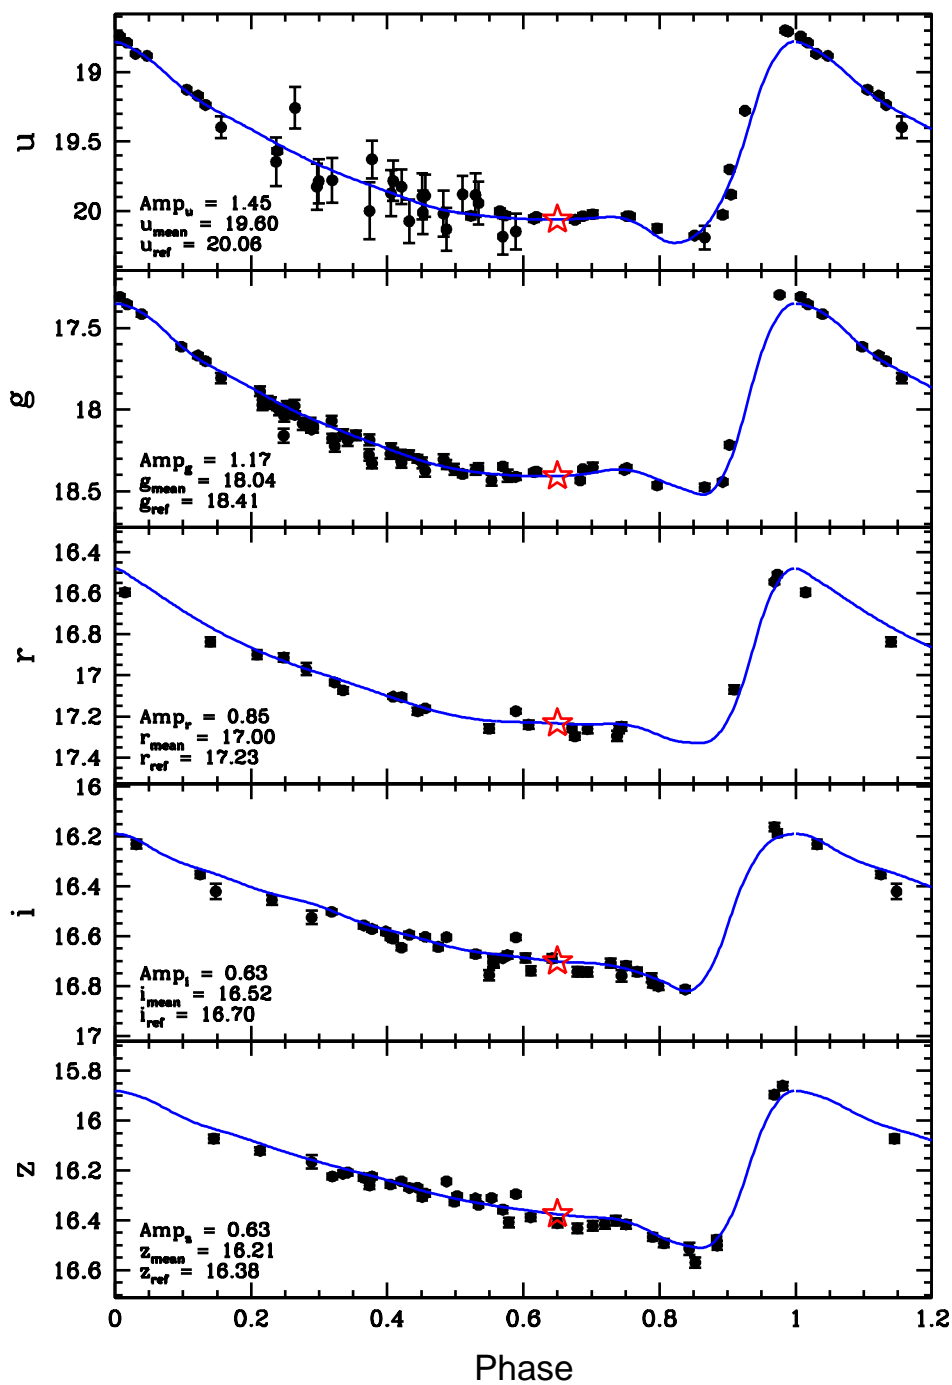 19
19.5
20
u
Amp_u = 1.45
u_mean = 19.60
u_ref = 20.06
17.5
18
18.5
g
Amp_g = 1.17
g_mean = 18.04
g_ref = 18.41
16.4
16.6
16.8
17
17.2
17.4
r
Amp_r = 0.85
r_mean = 17.00
r_ref = 17.23
16
16.2
16.4
16.6
16.8
17
i
Amp_i = 0.63
i_mean = 16.52
i_ref = 16.70
15.8
16
16.2
16.4
16.6
z
Amp_z = 0.63
z_mean = 16.21
z_ref = 16.38
0 0.2 0.4 0.6 0.8 1 1.2
Phase